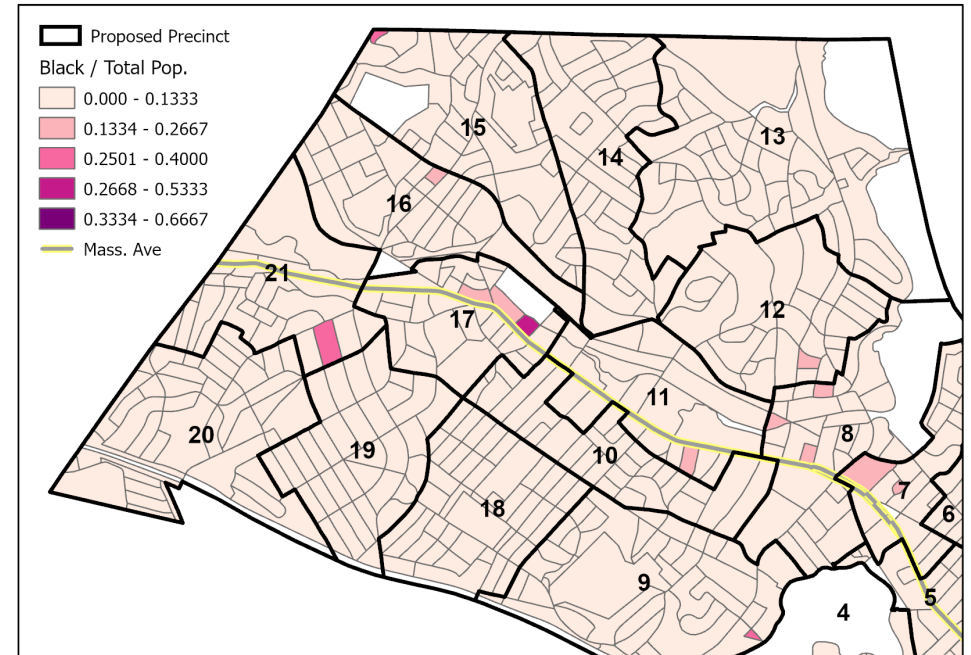 Proposed Precinct
Black / Total Pop.
0.000 - 0.1333
0.1334 - 0.2667
0.2501 - 0.4000
0.2668 - 0.5333
0.3334 - 0.6667
Mass. Ave
15
13
14
16
21
12
17
11
20
8
19
10
7
18
6
9
5
4